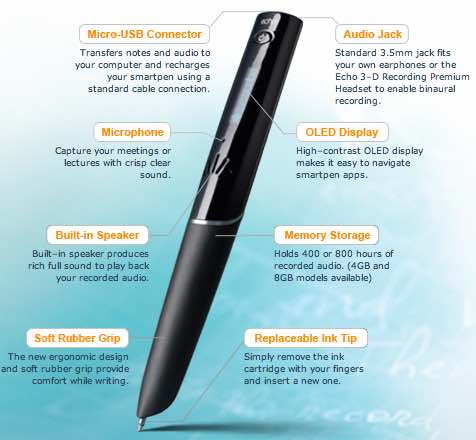 Micro-USB Connector
Transfers notes and audio to
your computer and recharges
your smartpen using a
standard cable connection.
Audio Jack
Standard 3.5mm jack fits
your own earphones or the
Echo 3-D Recording Premium
Headset to enable binaural
recording.
echo
Microphone
Capture your meetings or
lectures with crisp clear
sound.
OLED Display
High-contrast OLED display
makes it easy to navigate
smartpen apps.
Built-in Speaker
Built-in speaker produces
rich full sound to play back
your recorded audio.
Memory Storage
Holds 400 or 800 hours of
recorded audio. (4GB and
8GB models available)
Soft Rubber Grip
The new ergonomic design
and soft rubber grip provide
comfort while writing.
Replaceable Ink Tip
Simply remove the ink
cartridge with your fingers
and insert a new one.
record